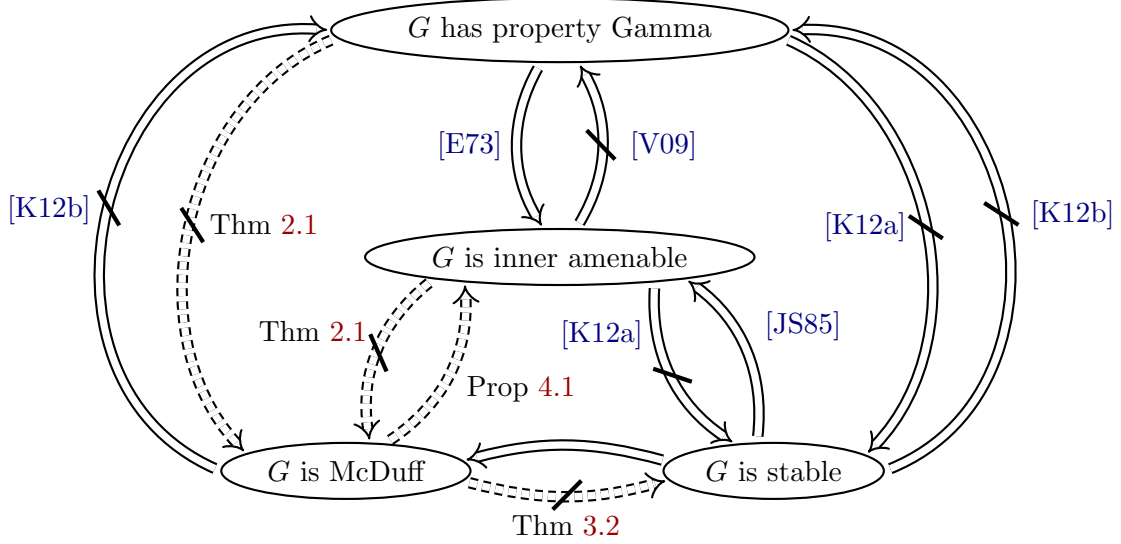 G has property Gamma
[E73]
[V09]
[K12b]
Thm 2.1
[K12a]
[K12b]
G is inner amenable
Thm 2.1
[K12a]
[JS85]
Prop 4.1
G is McDuff
G is stable
Thm 3.2